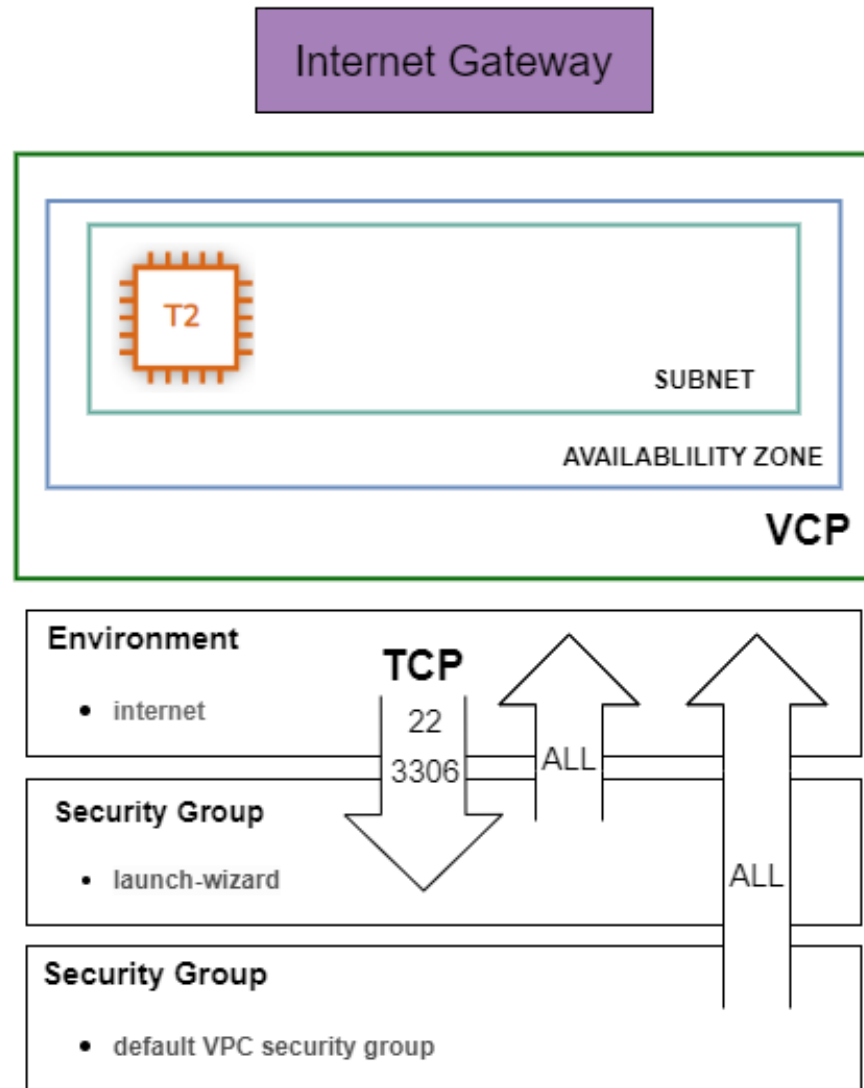 Internet Gateway
T2
SUBNET
AVAILABLILITY ZONE
VCP
Environment
internet
TCP
22
3306
ALL
Security Group
launch-wizard
ALL
Security Group
default VPC security group